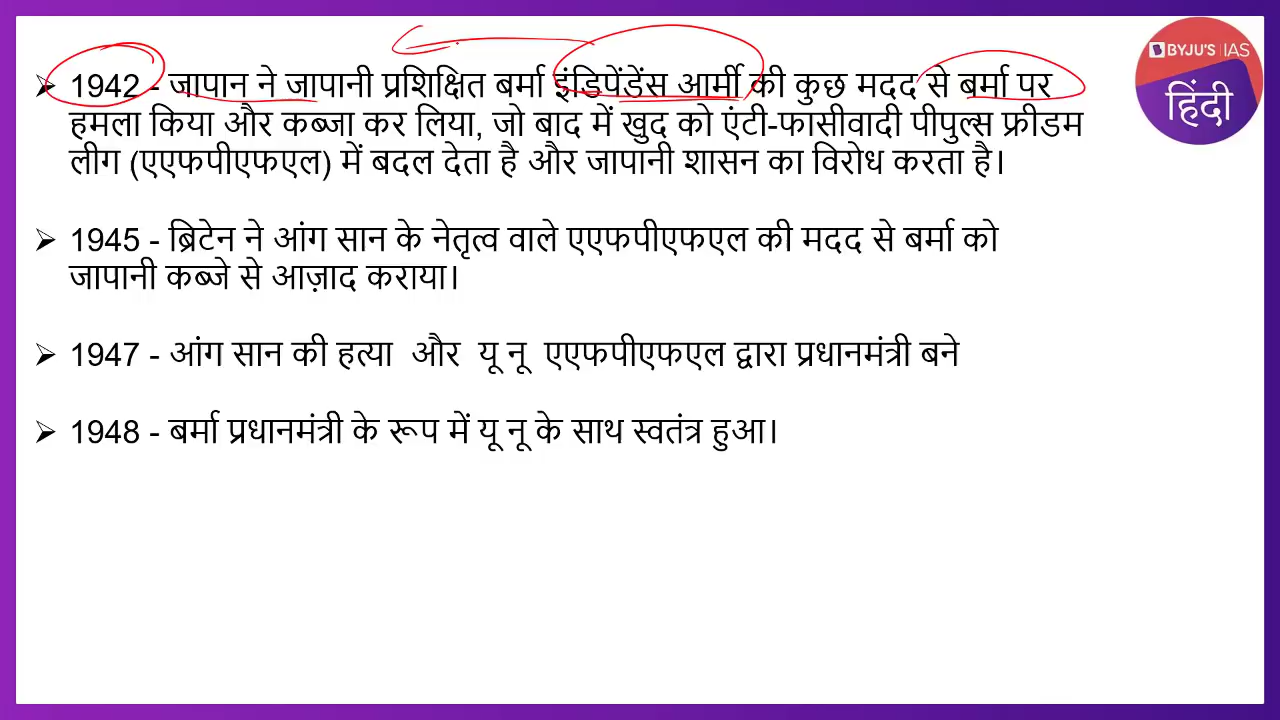 ➢ 1942 - जापान ने जापानी प्रशिक्षित बर्मा इंडिपेंडेंस आर्मी की कुछ मदद से बर्मा पर
हमला किया और कब्जा कर लिया, जो बाद में खुद को एंटी-फासीवादी पीपुल्स फ्रीडम
लीग (एएफपीएफएल) में बदल देता है और जापानी शासन का विरोध करता है।
➢ 1945 - ब्रिटेन ने आंग सान के नेतृत्व वाले एएफपीएफएल की मदद से बर्मा को
जापानी कब्जे से आज़ाद कराया।
➢ 1947 - आंग सान की हत्या और यू नू एएफपीएफएल द्वारा प्रधानमंत्री बने
➢ 1948 - बर्मा प्रधानमंत्री के रूप में यू नू के साथ स्वतंत्र हुआ।
BYJU'S IAS
हिंदी